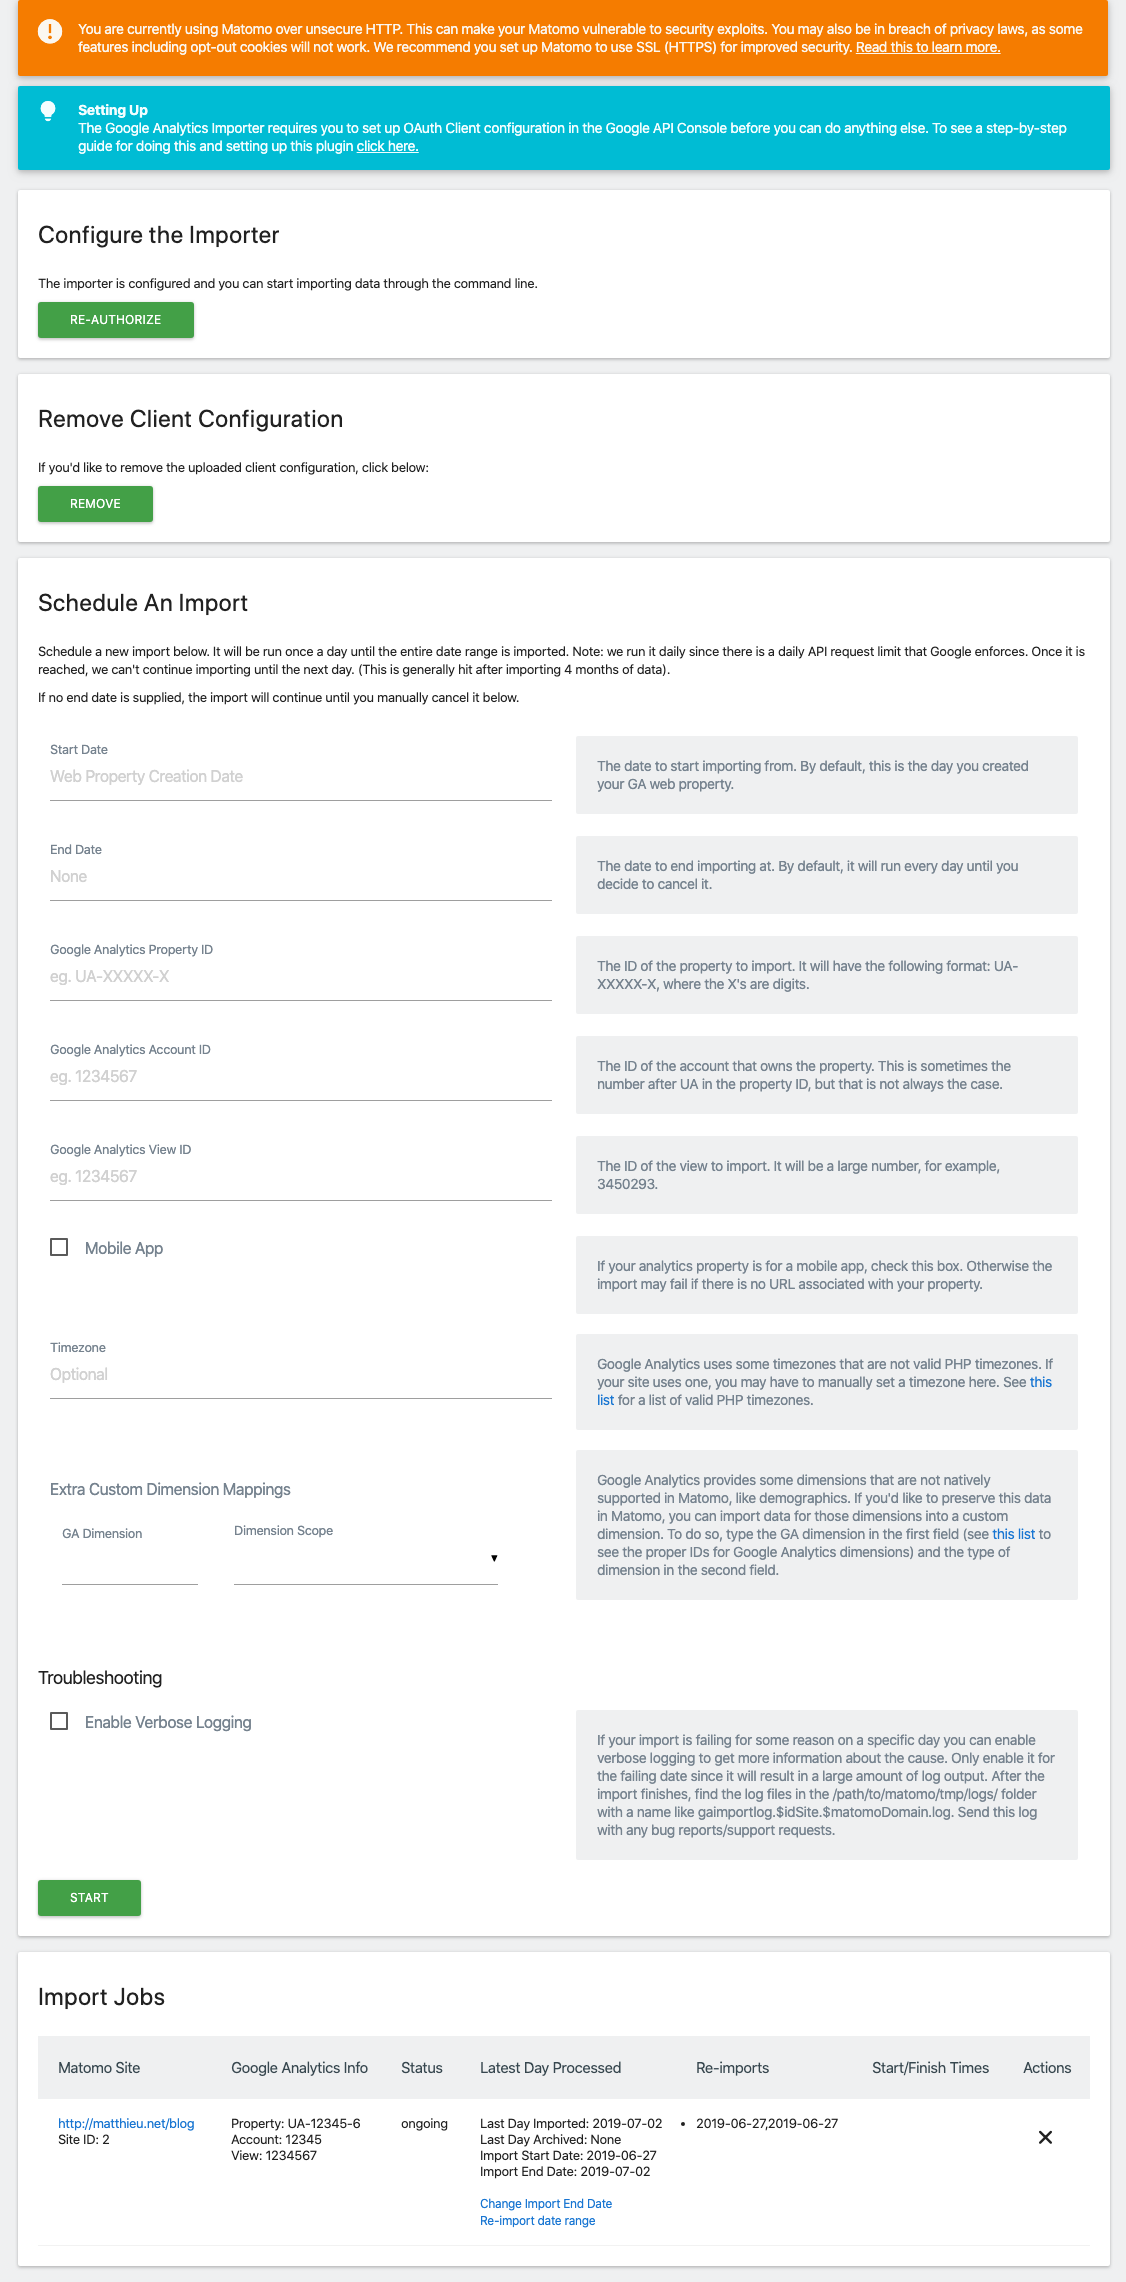 You are currently using Matomo over unsecure HTTP. This can make your Matomo vulnerable to security exploits. You may also be in breach of privacy laws, as some
features including opt-out cookies will not work. We recommend you set up Matomo to use SSL (HTTPS) for improved security. Read this to learn more.
Setting Up
The Google Analytics Importer requires you to set up OAuth Client configuration in the Google API Console before you can do anything else. To see a step-by-step
guide for doing this and setting up this plugin click here.
Configure the Importer
The importer is configured and you can start importing data through the command line.
RE-AUTHORIZE
Remove Client Configuration
If you'd like to remove the uploaded client configuration, click below:
REMOVE
Schedule An Import
Schedule a new import below. It will be run once a day until the entire date range is imported. Note: we run it daily since there is a daily API request limit that Google enforces. Once it is
reached, we can't continue importing until the next day. (This is generally hit after importing 4 months of data).
If no end date is supplied, the import will continue until you manually cancel it below.
Start Date
Web Property Creation Date
The date to start importing from. By default, this is the day you created
your GA web property.
End Date
None
The date to end importing at. By default, it will run every day until you
decide to cancel it.
Google Analytics Property ID
eg. UA-XXXXX-X
The ID of the property to import. It will have the following format: UA-
XXXXX-X, where the X's are digits.
Google Analytics Account ID
eg. 1234567
The ID of the account that owns the property. This is sometimes the
number after UA in the property ID, but that is not always the case.
Google Analytics View ID
eg. 1234567
The ID of the view to import. It will be a large number, for example,
3450293.
Mobile App
If your analytics property is for a mobile app, check this box. Otherwise the
import may fail if there is no URL associated with your property.
Timezone
Optional
Google Analytics uses some timezones that are not valid PHP timezones. If
your site uses one, you may have to manually set a timezone here. See this
list for a list of valid PHP timezones.
Extra Custom Dimension Mappings
GA Dimension
Dimension Scope
Google Analytics provides some dimensions that are not natively
supported in Matomo, like demographics. If you'd like to preserve this data
in Matomo, you can import data for those dimensions into a custom
dimension. To do so, type the GA dimension in the first field (see this list to
see the proper IDs for Google Analytics dimensions) and the type of
dimension in the second field.
Troubleshooting
Enable Verbose Logging
If your import is failing for some reason on a specific day you can enable
verbose logging to get more information about the cause. Only enable it for
the failing date since it will result in a large amount of log output. After the
import finishes, find the log files in the /path/to/matomo/tmp/logs/ folder
with a name like gaimportlog.$idSite.$matomoDomain.log. Send this log
with any bug reports/support requests.
START
Import Jobs
Matomo Site Google Analytics Info Status Latest Day Processed Re-imports Start/Finish Times Actions
http://matthieu.net/blog
Site ID: 2
Property: UA-12345-6
Account: 12345
View: 1234567
ongoing
Last Day Imported: 2019-07-02
Last Day Archived: None
Import Start Date: 2019-06-27
Import End Date: 2019-07-02
Change Import End Date
Re-import date range
• 2019-06-27,2019-06-27